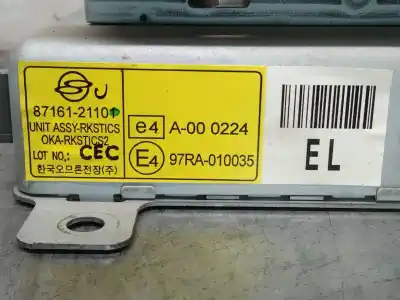 U
87161-21101
UNIT ASSY-RKSTICS
OKA-RKSTICS2
LOT NO.: CEC
한국오므론전장(주)
e4 A-00 0224
E4 97RA-010035
EL